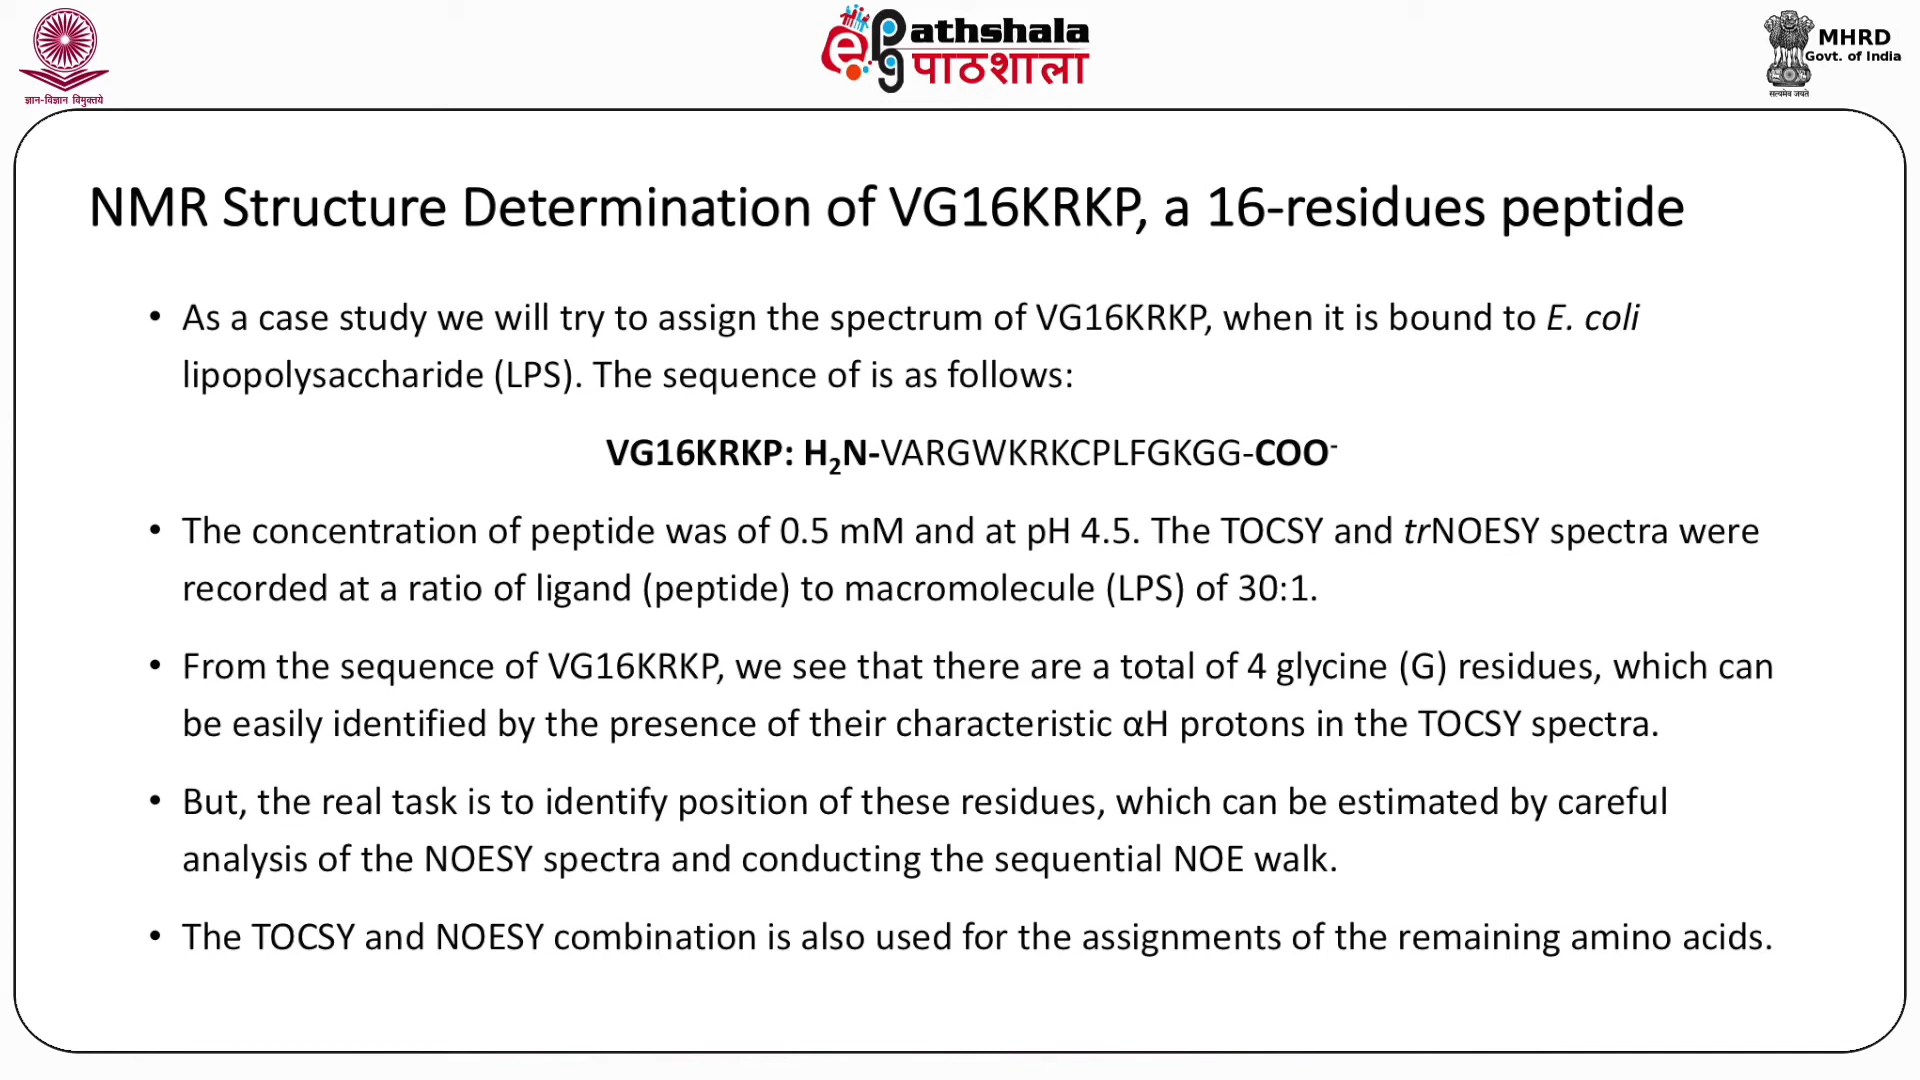 ज्ञान-विज्ञान विमुक्तये
ePG athshala
पाठशाला
MHRD
Govt. of India
सत्यमेव जयते
NMR Structure Determination of VG16KRKP, a 16-residues peptide
• As a case study we will try to assign the spectrum of VG16KRKP, when it is bound to E. coli
lipopolysaccharide (LPS). The sequence of is as follows:
VG16KRKP: H₂N-VARGWKRKCPLFGKGG-COO⁻
• The concentration of peptide was of 0.5 mM and at pH 4.5. The TOCSY and trNOESY spectra were
recorded at a ratio of ligand (peptide) to macromolecule (LPS) of 30:1.
• From the sequence of VG16KRKP, we see that there are a total of 4 glycine (G) residues, which can
be easily identified by the presence of their characteristic αH protons in the TOCSY spectra.
• But, the real task is to identify position of these residues, which can be estimated by careful
analysis of the NOESY spectra and conducting the sequential NOE walk.
• The TOCSY and NOESY combination is also used for the assignments of the remaining amino acids.